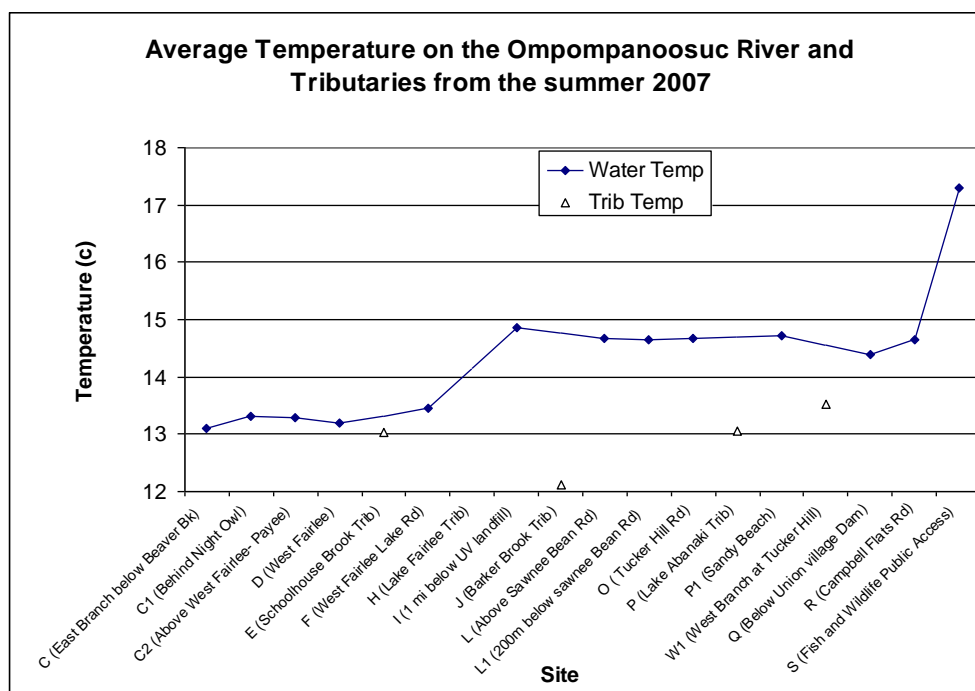 Average Temperature on the Ompompanoosuc River and
Tributaries from the summer 2007
18
17
16
15
14
13
12
Temperature (c)
Water Temp
Trib Temp
C (East Branch below Beaver Bk)
C1 (Behind Night Owl)
C2 (Above West Fairlee- Payee)
D (West Fairlee)
E (Schoolhouse Brook Trib)
F (West Fairlee Lake Rd)
H (Lake Fairlee Trib)
I (1 mi below UV landfill)
J (Barker Brook Trib)
L (Above Sawnee Bean Rd)
L1 (200m below sawnee Bean Rd)
O ( Tucker Hill Rd)
P (Lake Abanaki Trib)
P1 (Sandy Beach)
W1 (West Branch at Tucker Hill)
Q (Below Union village Dam)
R (Campbell Flats Rd)
S (Fish and Wildlife Public Access)
Site